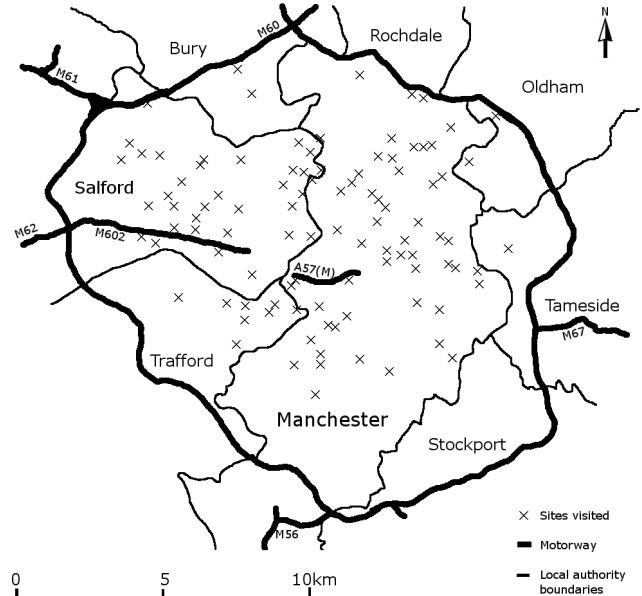 M60
N
Rochdale
Bury
M61
Oldham
Salford
M62
M602
A57(M)
Tameside
M67
Trafford
Manchester
Stockport
Sites visited
M56
Motorway
Local authority
boundaries
0 5 10km